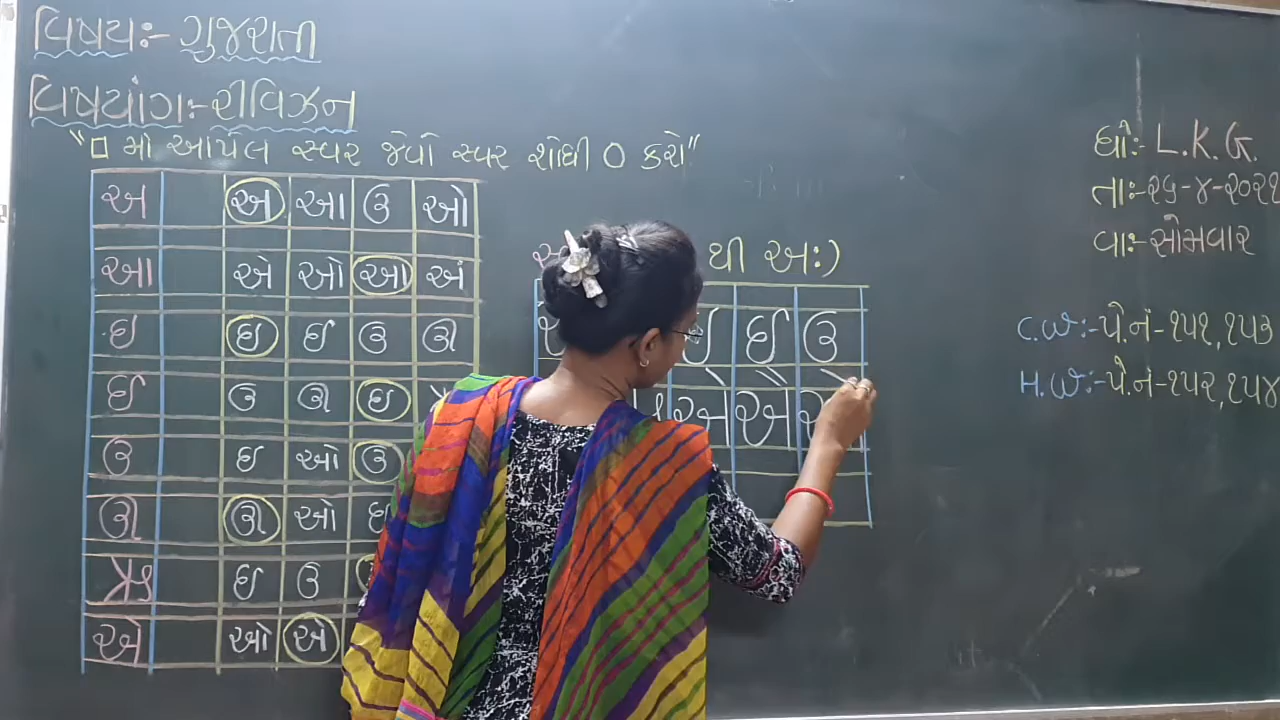 વિષય:- ગુજરાતી
વિષયાંગ:- રીવિઝન
"□ માં આપેલ સ્વર જેવો સ્વર શોધી O કરો"
અ અ આ ઉ ઓ
આ એ ઓ આ અં
ઇ ઇ ઈ ઉ ઊ
ઈ ઉ ઊ ઇ
ઉ ઇ ઓ ઉ
ઊ ઊ ઓ
ઋ ઇ ઉ
એ ઓ એ
થી અઃ)
ઈ ઉ
એ ઐ
ધો:- L.K.G.
તા:- ૨૬-૪-૨૦૨૧
વાઃ- સોમવાર
C.W:- પે.નં- ૧૫૧, ૧૫૩
H.W:- પે.નં- ૧૫૨, ૧૫૪